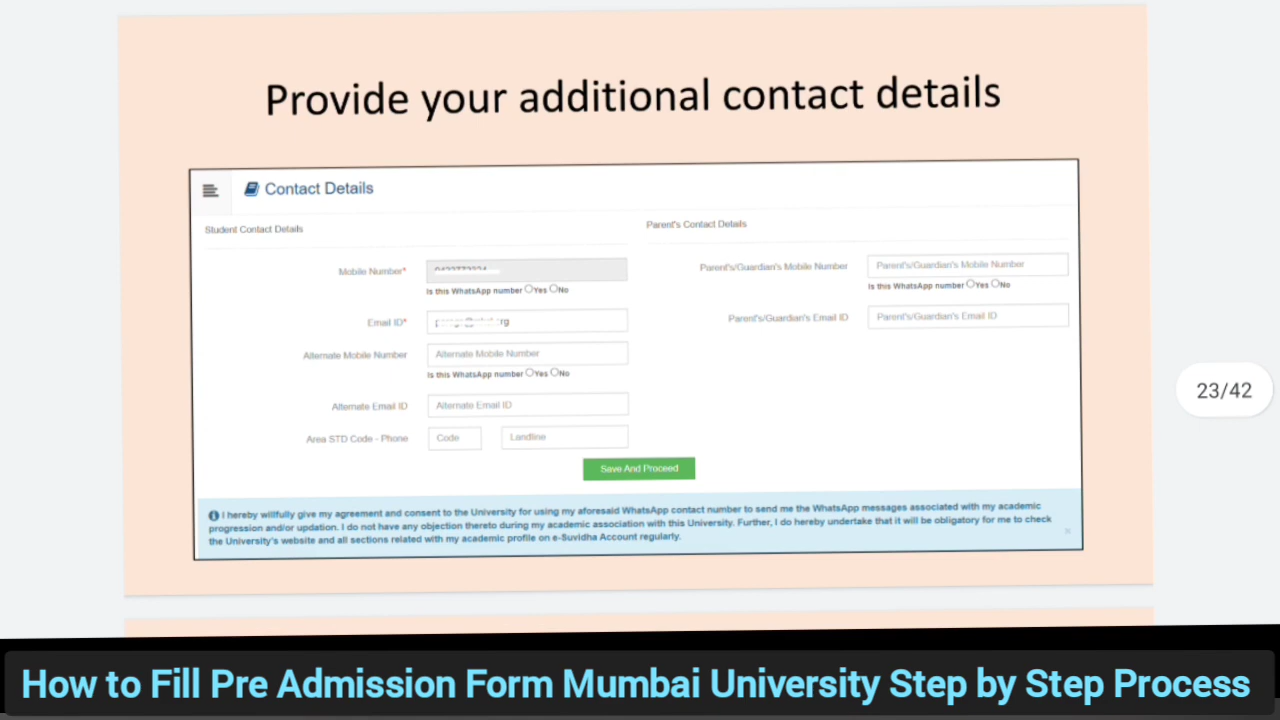 Provide your additional contact details
Contact Details
Student Contact Details
Mobile Number*
Is this WhatsApp number Yes No
Email ID*
rg
Alternate Mobile Number
Alternate Mobile Number
Is this WhatsApp number Yes No
Alternate Email ID
Alternate Email ID
Area STD Code - Phone
Code
Landline
Parent's Contact Details
Parent's/Guardian's Mobile Number
Parent's/Guardian's Mobile Number
Is this WhatsApp number Yes No
Parent's/Guardian's Email ID
Parent's/Guardian's Email ID
Save And Proceed
I hereby willfully give my agreement and consent to the University for using my aforesaid WhatsApp contact number to send me the WhatsApp messages associated with my academic
progression and/or updation. I do not have any objection thereto during my academic association with this University. Further, I do hereby undertake that it will be obligatory for me to check
the University's website and all sections related with my academic profile on e-Suvidha Account regularly.
23/42
How to Fill Pre Admission Form Mumbai University Step by Step Process